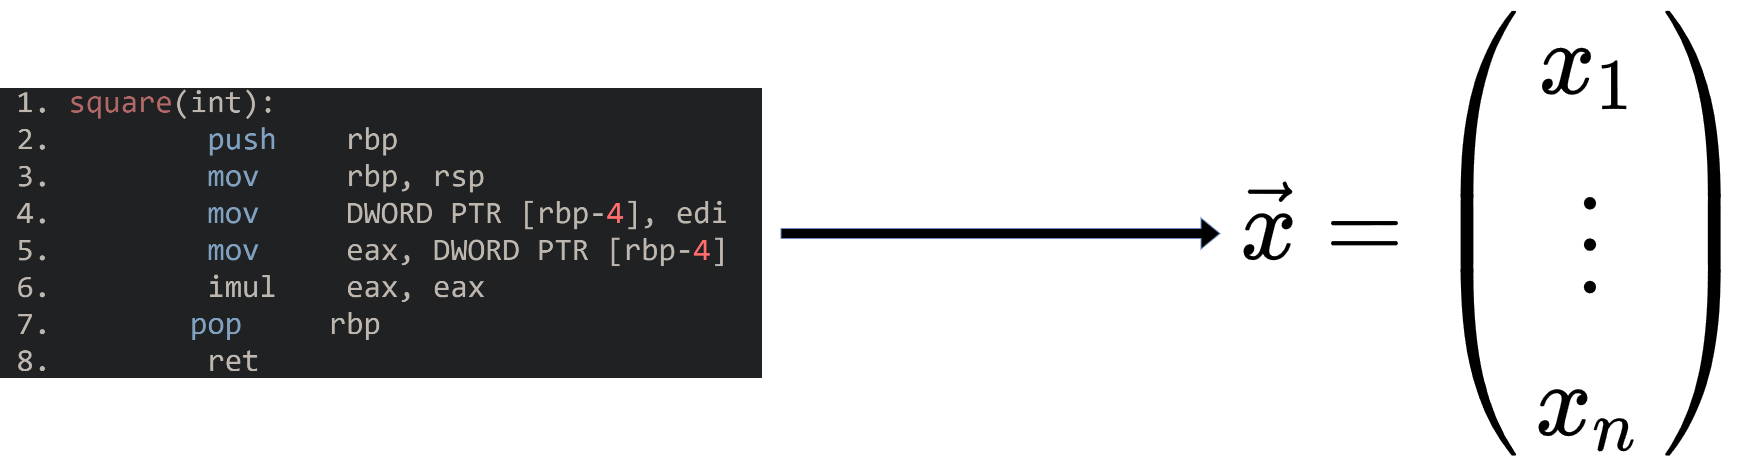 1. square(int):
2. push rbp
3. mov rbp, rsp
4. mov DWORD PTR [rbp-4], edi
5. mov eax, DWORD PTR [rbp-4]
6. imul eax, eax
7. pop rbp
8. ret
x⃗ = ( x₁ ⋮ xₙ )